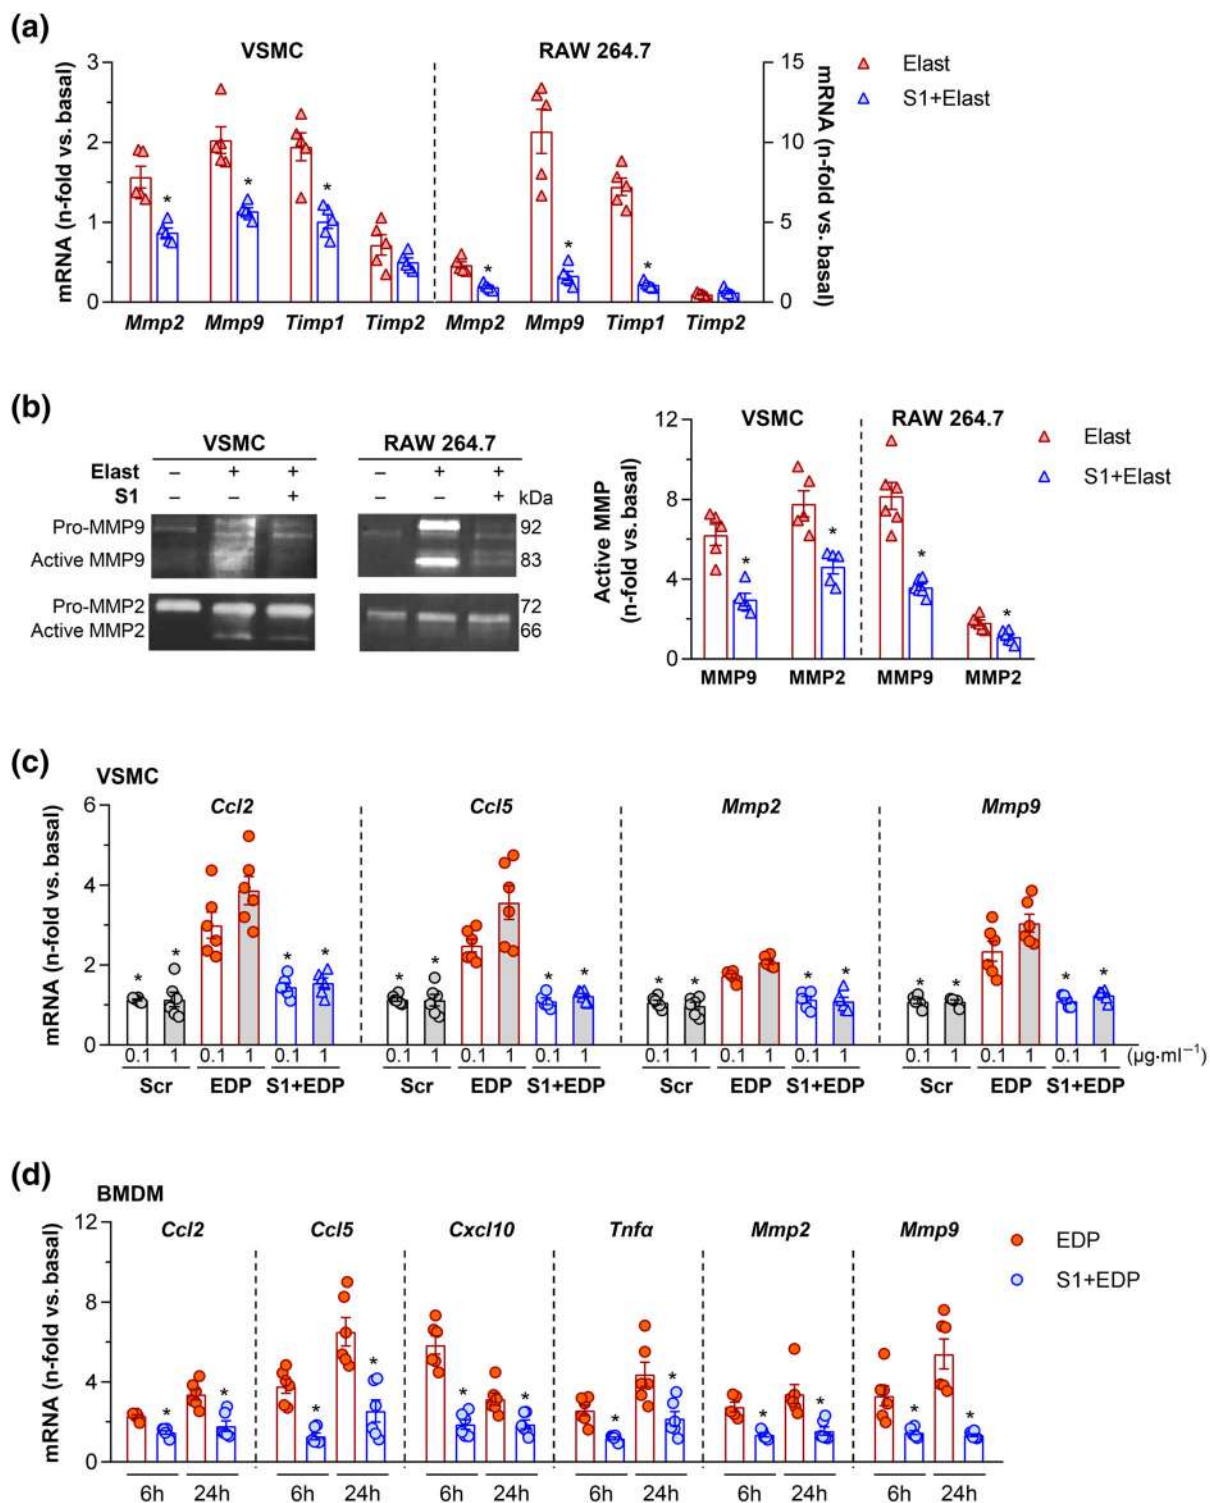 (a)
VSMC RAW 264.7
mRNA (n-fold vs. basal)
3
2
1
0
15
10
5
0
mRNA (n-fold vs. basal)
Elast
S1+Elast
Mmp2 Mmp9 Timp1 Timp2 Mmp2 Mmp9 Timp1 Timp2
* * * * * *
(b)
VSMC RAW 264.7
Elast – + + – + +
S1 – – + – – + kDa
Pro-MMP9 92
Active MMP9 83
Pro-MMP2 72
Active MMP2 66
VSMC RAW 264.7
Active MMP
(n-fold vs. basal)
12
8
4
0
* * * *
MMP9 MMP2 MMP9 MMP2
Elast
S1+Elast
(c)
VSMC
mRNA (n-fold vs. basal)
6
4
2
0
Ccl2 Ccl5 Mmp2 Mmp9
* * * * * * * * * * * * * * * *
0.1 1 0.1 1 0.1 1 0.1 1 0.1 1 0.1 1 0.1 1 0.1 1 0.1 1 0.1 1 0.1 1 0.1 1 (µg·ml⁻¹)
Scr EDP S1+EDP Scr EDP S1+EDP Scr EDP S1+EDP Scr EDP S1+EDP
(d)
BMDM
mRNA (n-fold vs. basal)
12
8
4
0
Ccl2 Ccl5 Cxcl10 Tnfα Mmp2 Mmp9
* * * * * * * * * * * *
EDP
S1+EDP
6h 24h 6h 24h 6h 24h 6h 24h 6h 24h 6h 24h